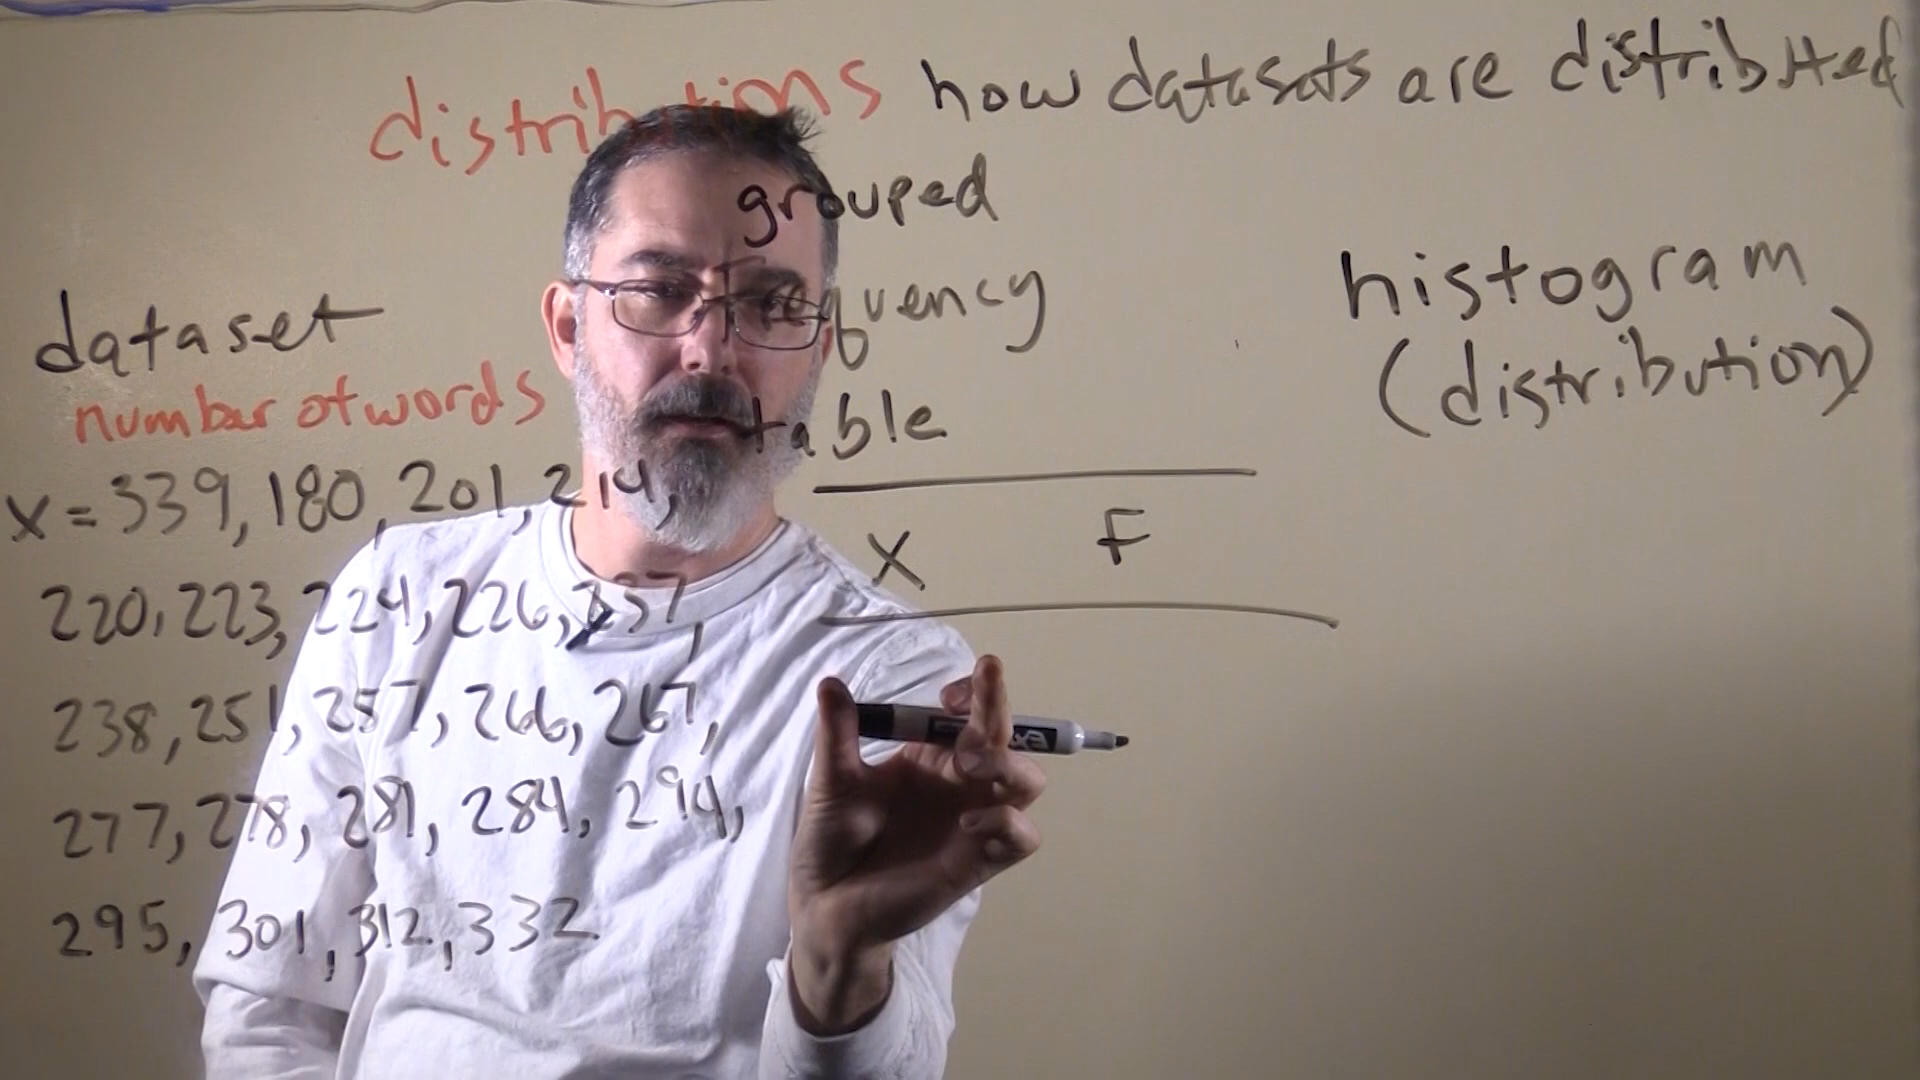 distributions how datasets are distributed
grouped
frequency
table
histogram
(distribution)
dataset
number of words
x = 339, 180, 201, 214,
220, 223, 224, 226, 237,
238, 251, 257, 266, 267,
277, 278, 281, 284, 294,
295, 301, 312, 332
X F